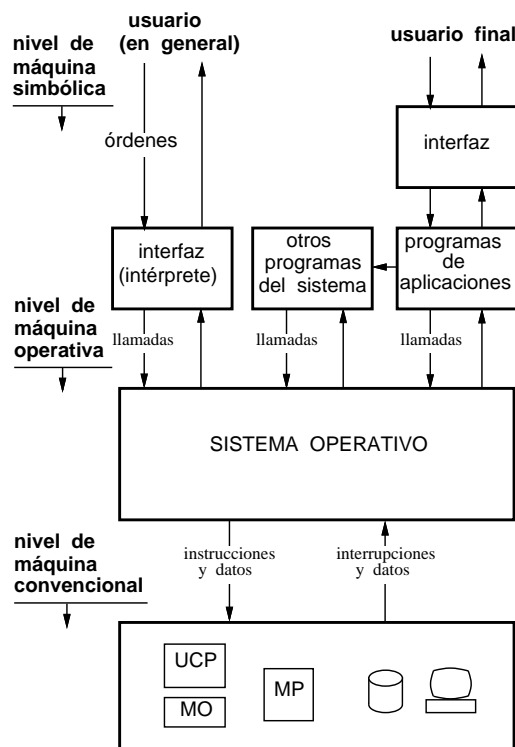 usuario
(en general)
usuario final
nivel de
máquina
simbólica
órdenes
interfaz
interfaz
(intérprete)
otros
programas
del sistema
programas
de
aplicaciones
nivel de
máquina
operativa
llamadas
llamadas
llamadas
SISTEMA OPERATIVO
nivel de
máquina
convencional
instrucciones
y datos
interrupciones
y datos
UCP
MO
MP